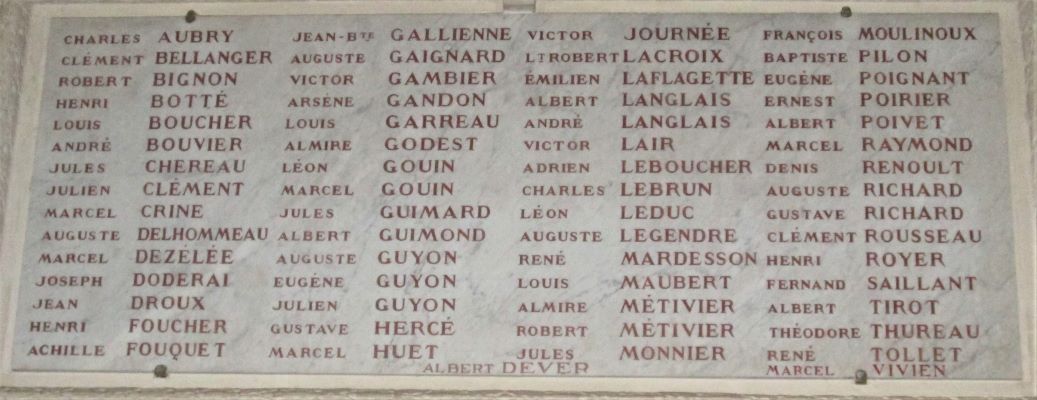 CHARLES AUBRY
CLÉMENT BELLANGER
ROBERT BIGNON
HENRI BOTTÉ
LOUIS BOUCHER
ANDRÉ BOUVIER
JULES CHEREAU
JULIEN CLÉMENT
MARCEL CRINE
AUGUSTE DELHOMMEAU
MARCEL DEZÉLÉE
JOSEPH DODERAI
JEAN DROUX
HENRI FOUCHER
ACHILLE FOUQUET
JEAN-BTE GALLIENNE
AUGUSTE GAIGNARD
VICTOR GAMBIER
ARSÈNE GANDON
LOUIS GARREAU
ALMIRE GODEST
LÉON GOUIN
MARCEL GOUIN
JULES GUIMARD
ALBERT GUIMOND
AUGUSTE GUYON
EUGÉNE GUYON
JULIEN GUYON
GUSTAVE HERCÉ
MARCEL HUET
ALBERT DEVER
VICTOR JOURNÉE
LT ROBERT LACROIX
ÉMILIEN LAFLAGETTE
ALBERT LANGLAIS
ANDRÉ LANGLAIS
VICTOR LAIR
ADRIEN LEBOUCHER
CHARLES LEBRUN
LÉON LEDUC
AUGUSTE LEGENDRE
RENÉ MARDESSON
LOUIS MAUBERT
ALMIRE MÉTIVIER
ROBERT MÉTIVIER
JULES MONNIER
FRANÇOIS MOULINOUX
BAPTISTE PILON
EUGÉNE POIGNANT
ERNEST POIRIER
ALBERT POIVET
MARCEL RAYMOND
DENIS RENOULT
AUGUSTE RICHARD
GUSTAVE RICHARD
CLÉMENT ROUSSEAU
HENRI ROYER
FERNAND SAILLANT
ALBERT TIROT
THÉODORE THUREAU
RENÉ TOLLET
MARCEL VIVIEN